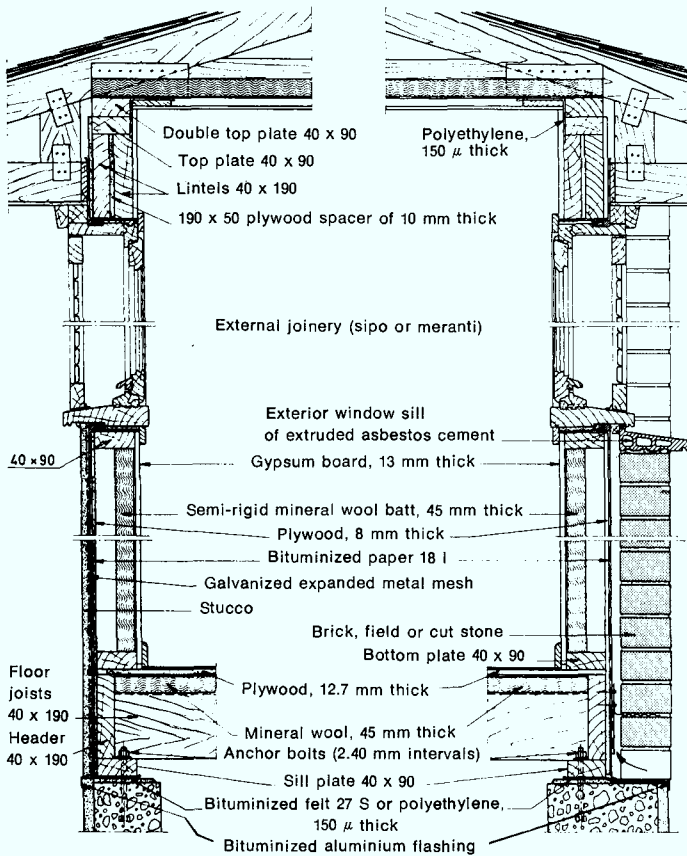 Double top plate 40 x 90
Top plate 40 x 90
Lintels 40 x 190
190 x 50 plywood spacer of 10 mm thick
Polyethylene,
150 μ thick
External joinery (sipo or meranti)
Exterior window sill
of extruded asbestos cement
40 x 90
Gypsum board, 13 mm thick
Semi-rigid mineral wool batt, 45 mm thick
Plywood, 8 mm thick
Bituminized paper 18 I
Galvanized expanded metal mesh
Stucco
Brick, field or cut stone
Bottom plate 40 x 90
Floor
joists
40 x 190
Header
40 x 190
Plywood, 12.7 mm thick
Mineral wool, 45 mm thick
Anchor bolts (2.40 mm intervals)
Sill plate 40 x 90
Bituminized felt 27 S or polyethylene,
150 μ thick
Bituminized aluminium flashing